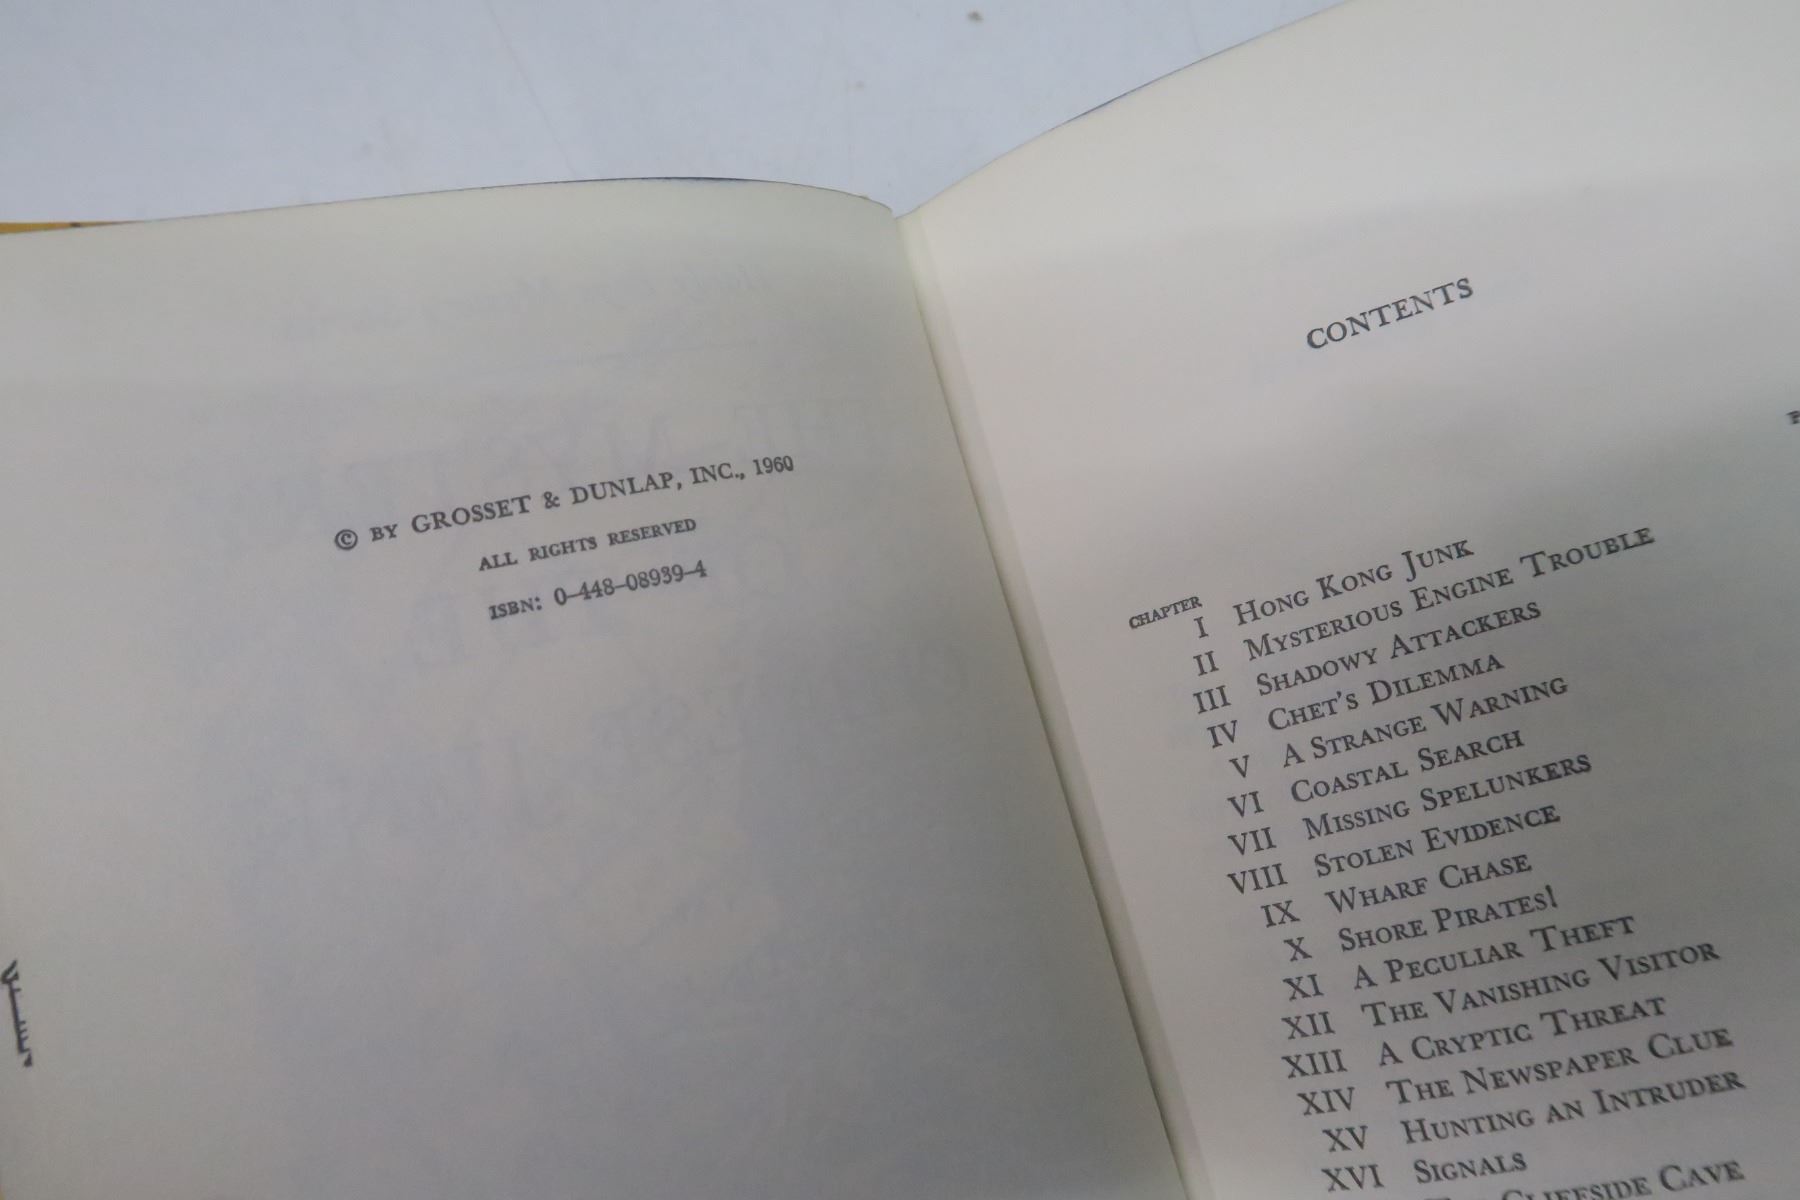 © BY GROSSET & DUNLAP, INC., 1960
ALL RIGHTS RESERVED
ISBN: 0-448-08939-4
CONTENTS
CHAPTER
I HONG KONG JUNK
II MYSTERIOUS ENGINE TROUBLE
III SHADOWY ATTACKERS
IV CHET'S DILEMMA
V A STRANGE WARNING
VI COASTAL SEARCH
VII MISSING SPELUNKERS
VIII STOLEN EVIDENCE
IX WHARF CHASE
X SHORE PIRATES!
XI A PECULIAR THEFT
XII THE VANISHING VISITOR
XIII A CRYPTIC THREAT
XIV THE NEWSPAPER CLUE
XV HUNTING AN INTRUDER
XVI SIGNALS
CLIFFSIDE CAVE